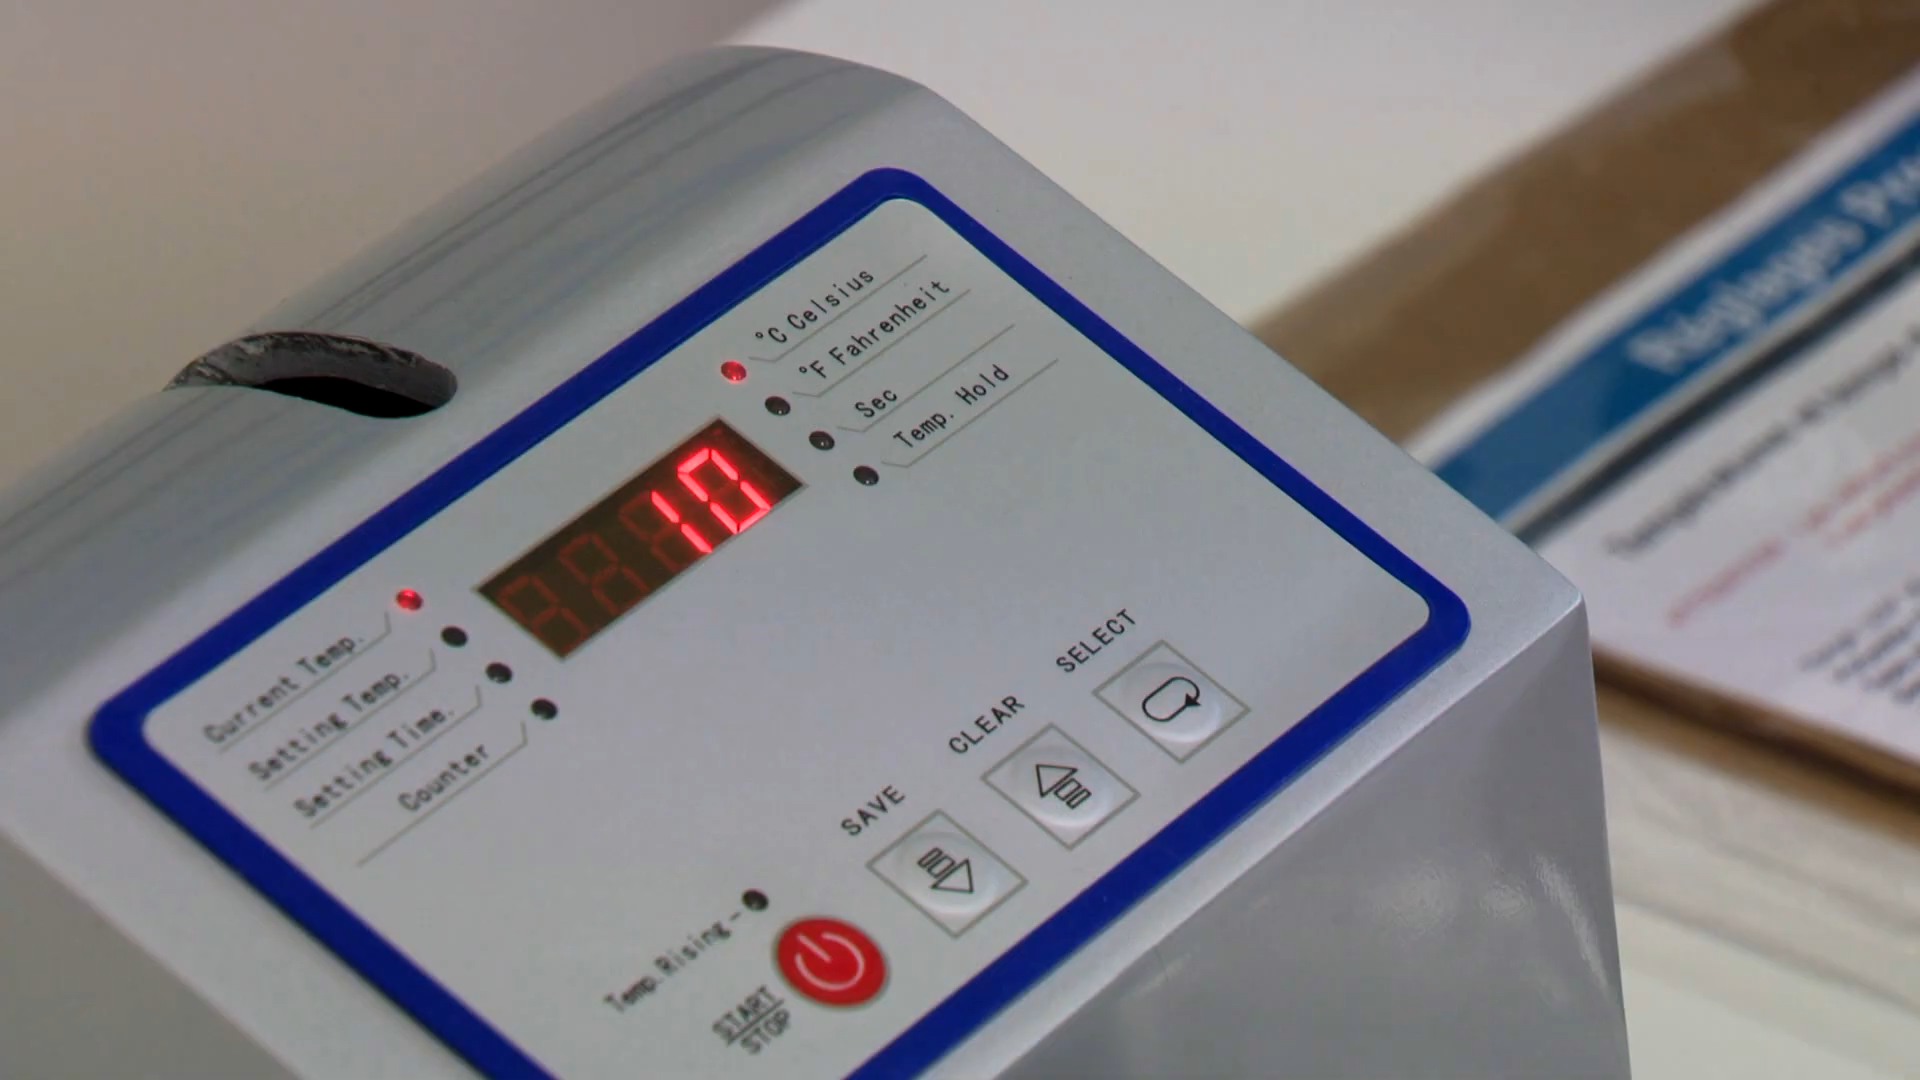 °C Celsius
°F Fahrenheit
Sec
Temp. Hold
10
Current Temp.
Setting Temp.
Setting Time.
Counter
SELECT
CLEAR
SAVE
Temp. Rising -
START
STOP
Réglages